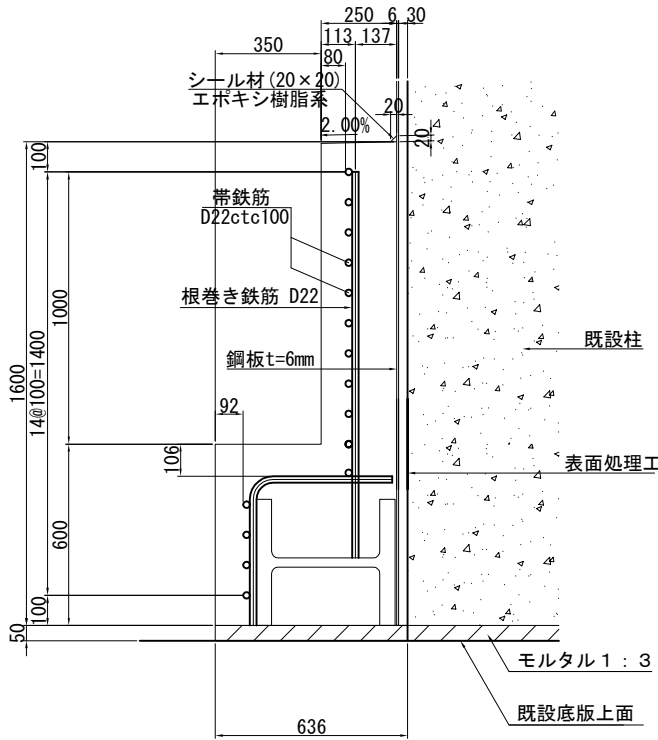 250 6 30
113 137
350
80
シール材(20×20)
エポキシ樹脂系
20
2.00%
20
100
帯鉄筋
D22ctc100
根巻き鉄筋 D22
1000
1600
14@100=1400
既設柱
鋼板t=6mm
92
106
表面処理工
600
100
50
モルタル1:3
既設底版上面
636